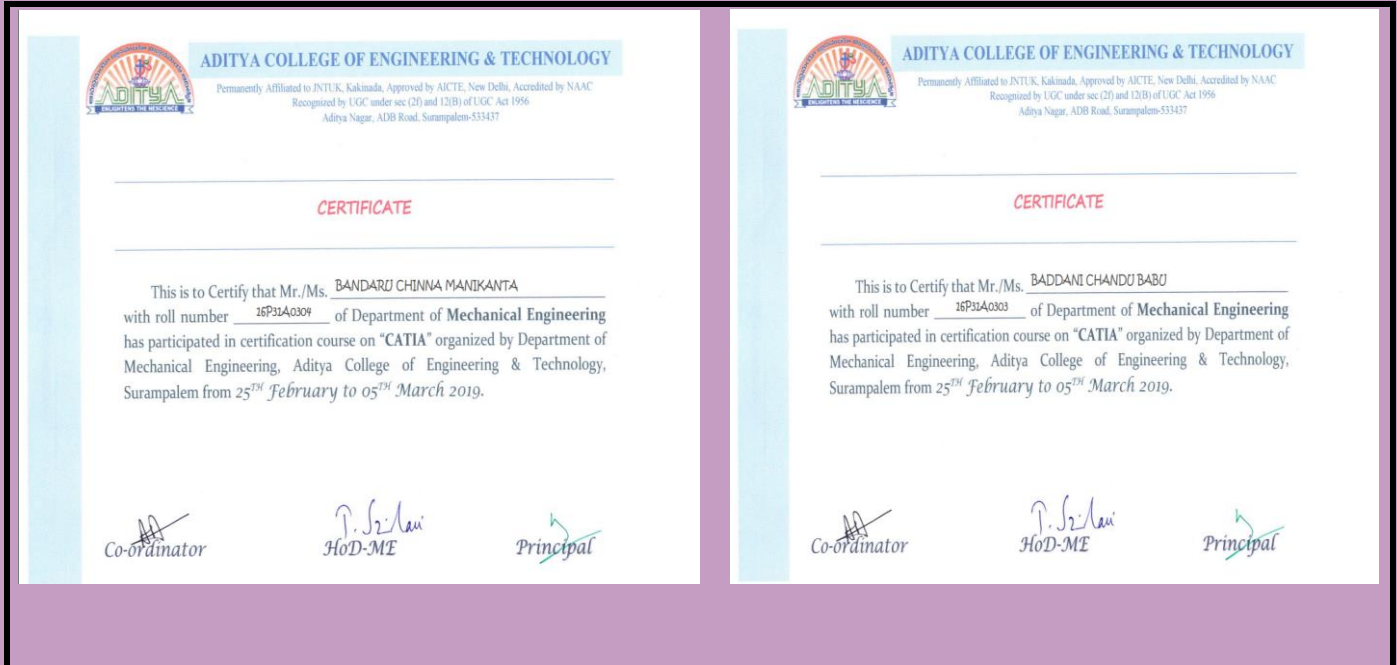 ADITYA
ENLIGHTENS THE NESCIENCE
ADITYA COLLEGE OF ENGINEERING & TECHNOLOGY
Permanently Affiliated to JNTUK, Kakinada, Approved by AICTE, New Delhi, Accredited by NAAC
Recognized by UGC under sec (2f) and 12(B) of UGC Act 1956
Aditya Nagar, ADB Road, Surampalem-533437
CERTIFICATE
This is to Certify that Mr./Ms. BANDARU CHINNA MANIKANTA
with roll number 16P31A0304 of Department of Mechanical Engineering
has participated in certification course on "CATIA" organized by Department of
Mechanical Engineering, Aditya College of Engineering & Technology,
Surampalem from 25TH February to 05TH March 2019.
T. Srilani
Co-ordinator HoD-ME Principal
ADITYA
ENLIGHTENS THE NESCIENCE
ADITYA COLLEGE OF ENGINEERING & TECHNOLOGY
Permanently Affiliated to JNTUK, Kakinada, Approved by AICTE, New Delhi, Accredited by NAAC
Recognized by UGC under sec (2f) and 12(B) of UGC Act 1956
Aditya Nagar, ADB Road, Surampalem-533437
CERTIFICATE
This is to Certify that Mr./Ms. BADDANI CHANDU BABU
with roll number 16P31A0303 of Department of Mechanical Engineering
has participated in certification course on "CATIA" organized by Department of
Mechanical Engineering, Aditya College of Engineering & Technology,
Surampalem from 25TH February to 05TH March 2019.
T. Srilani
Co-ordinator HoD-ME Principal